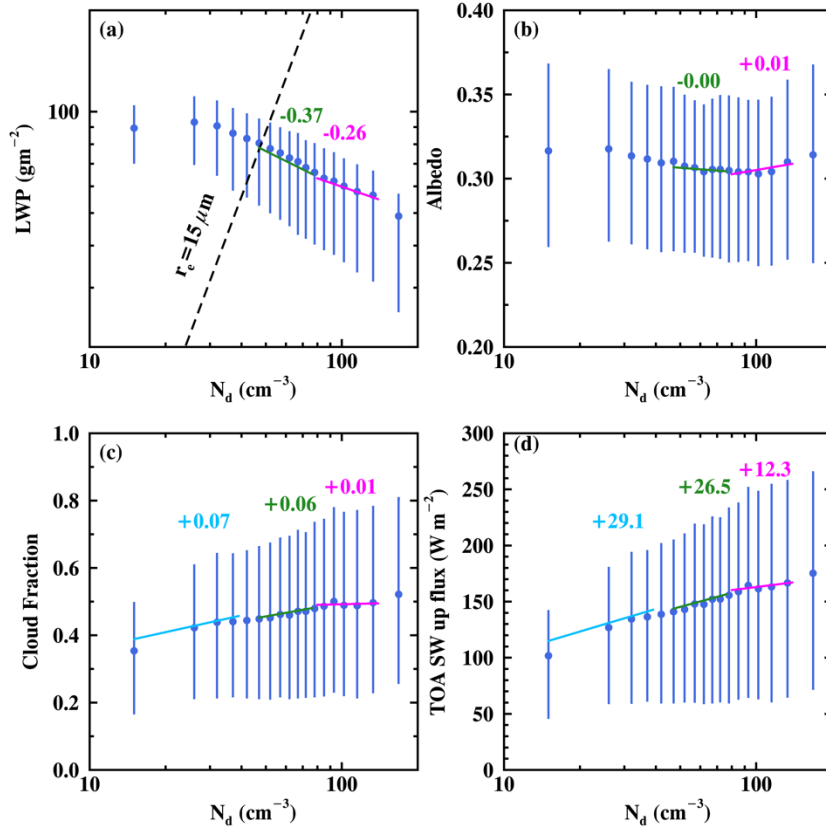 (a)
100
LWP (gm⁻²)
-0.37
-0.26
rₑ=15 μm
10
100
N_d (cm⁻³)
(b)
0.40
0.35
0.30
0.25
0.20
Albedo
-0.00
+0.01
10
100
N_d (cm⁻³)
(c)
1.0
0.8
0.6
0.4
0.2
0.0
Cloud Fraction
+0.07
+0.06
+0.01
10
100
N_d (cm⁻³)
(d)
300
250
200
150
100
50
0
TOA SW up flux (W m⁻²)
+29.1
+26.5
+12.3
10
100
N_d (cm⁻³)